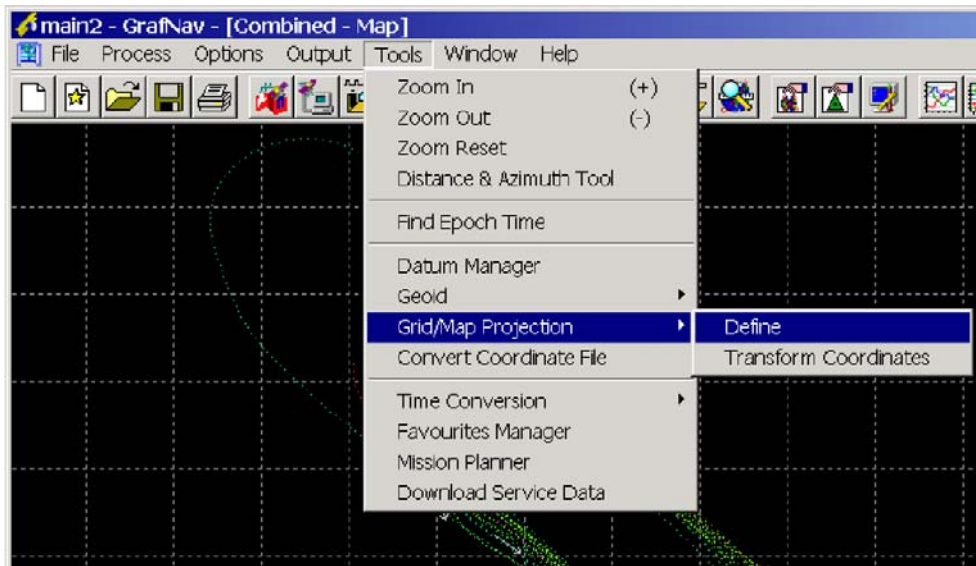 main2 - GrafNav - [Combined - Map]
File Process Options Output Tools Window Help
Zoom In (+)
Zoom Out (-)
Zoom Reset
Distance & Azimuth Tool
Find Epoch Time
Datum Manager
Geoid
Grid/Map Projection
Define
Convert Coordinate File
Transform Coordinates
Time Conversion
Favourites Manager
Mission Planner
Download Service Data